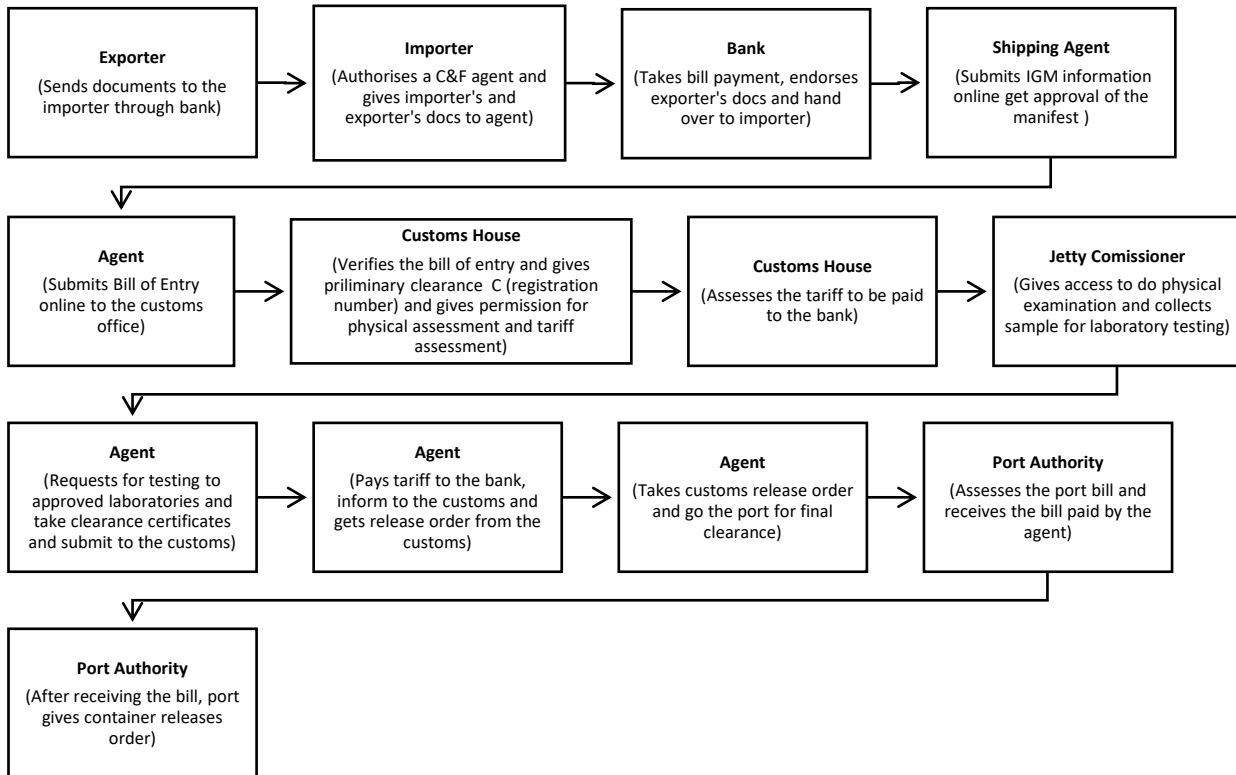 Exporter
(Sends documents to the
importer through bank)
Importer
(Authorises a C&F agent and
gives importer's and
exporter's docs to agent)
Bank
(Takes bill payment, endorses
exporter's docs and hand
over to importer)
Shipping Agent
(Submits IGM information
online get approval of the
manifest )
Agent
(Submits Bill of Entry
online to the customs
office)
Customs House
(Verifies the bill of entry and gives
priliminary clearance C (registration
number) and gives permission for
physical assessment and tariff
assessment)
Customs House
(Assesses the tariff to be paid
to the bank)
Jetty Comissioner
(Gives access to do physical
examination and collects
sample for laboratory testing)
Agent
(Requests for testing to
approved laboratories and
take clearance certificates
and submit to the customs)
Agent
(Pays tariff to the bank,
inform to the customs and
gets release order from the
customs)
Agent
(Takes customs release order
and go the port for final
clearance)
Port Authority
(Assesses the port bill and
receives the bill paid by the
agent)
Port Authority
(After receiving the bill, port
gives container releases
order)